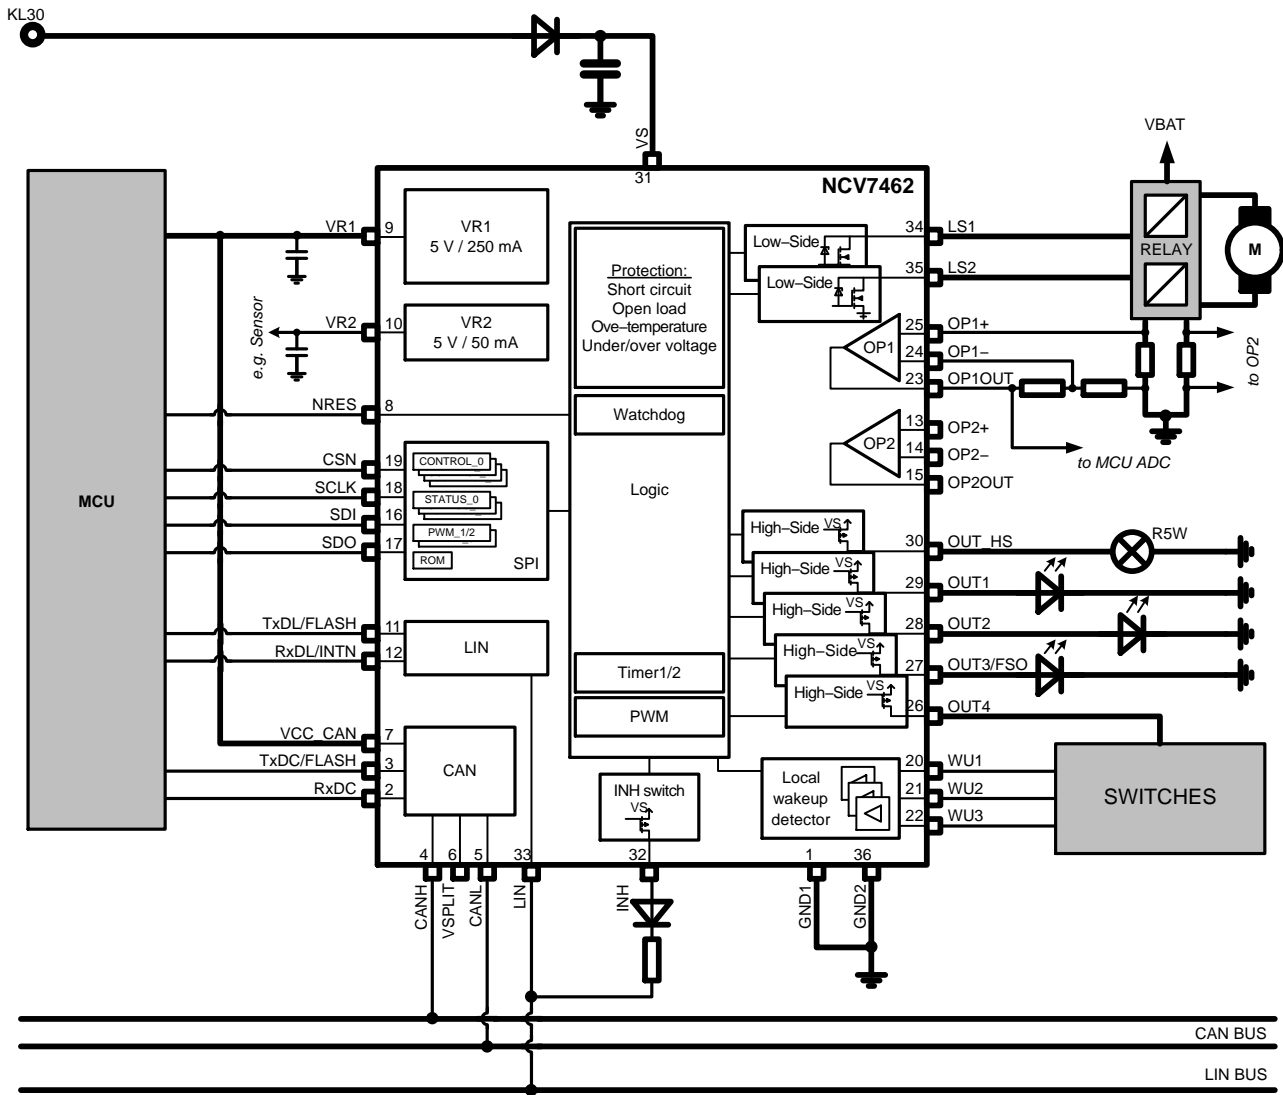 KL30
VS
31
NCV7462
VBAT
MCU
VR1
9
VR1
5 V / 250 mA
VR2
10
VR2
5 V / 50 mA
e.g. Sensor
NRES
8
CSN
19
SCLK
18
SDI
16
SDO
17
CONTROL_0
STATUS_0
PWM_1/2
ROM
SPI
TxDL/FLASH
11
RxDL/INTN
12
LIN
VCC_CAN
7
TxDC/FLASH
3
RxDC
2
CAN
Protection:
Short circuit
Open load
Ove–temperature
Under/over voltage
Watchdog
Logic
Timer1/2
PWM
INH switch
VS
Low–Side
Low–Side
34
LS1
35
LS2
RELAY
M
OP1
25
OP1+
24
OP1–
23
OP1OUT
to OP2
OP2
13
OP2+
14
OP2–
15
OP2OUT
to MCU ADC
High–Side
VS
30
OUT_HS
R5W
High–Side
VS
29
OUT1
High–Side
VS
28
OUT2
High–Side
VS
27
OUT3/FSO
High–Side
VS
26
OUT4
Local
wakeup
detector
20
WU1
21
WU2
22
WU3
SWITCHES
4
CANH
6
VSPLIT
5
CANL
33
LIN
32
INH
1
GND1
36
GND2
CAN BUS
LIN BUS